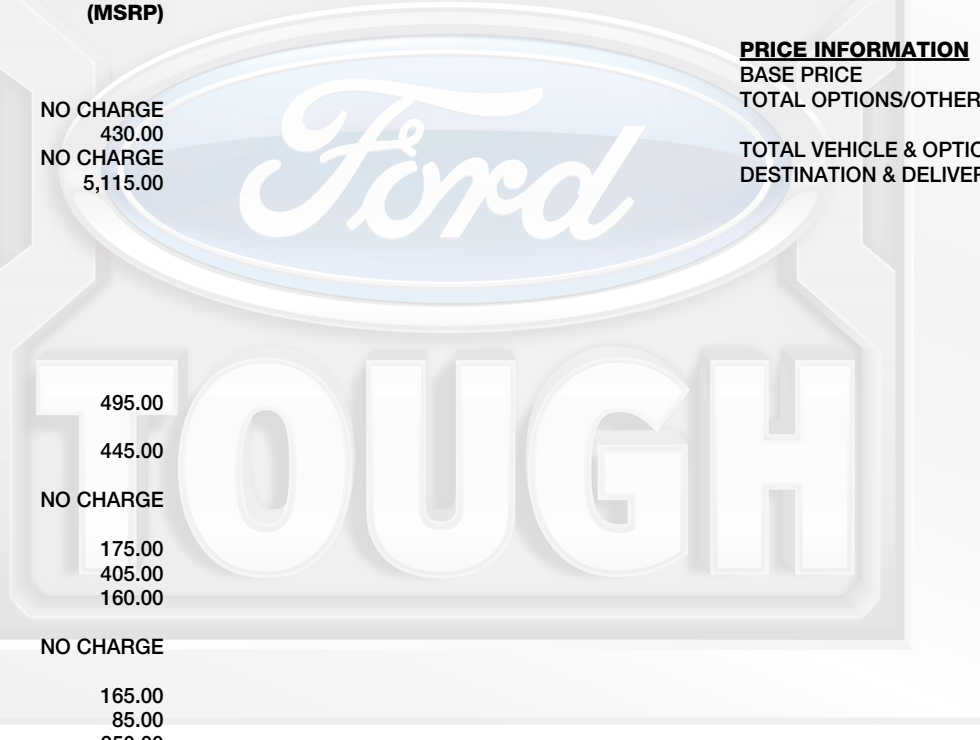 (MSRP)
NO CHARGE
430.00
NO CHARGE
5,115.00
495.00
445.00
NO CHARGE
175.00
405.00
160.00
NO CHARGE
165.00
85.00
PRICE INFORMATION
BASE PRICE
TOTAL OPTIONS/OTHER
TOTAL VEHICLE &
DESTINATION &
Ford
TOUGH